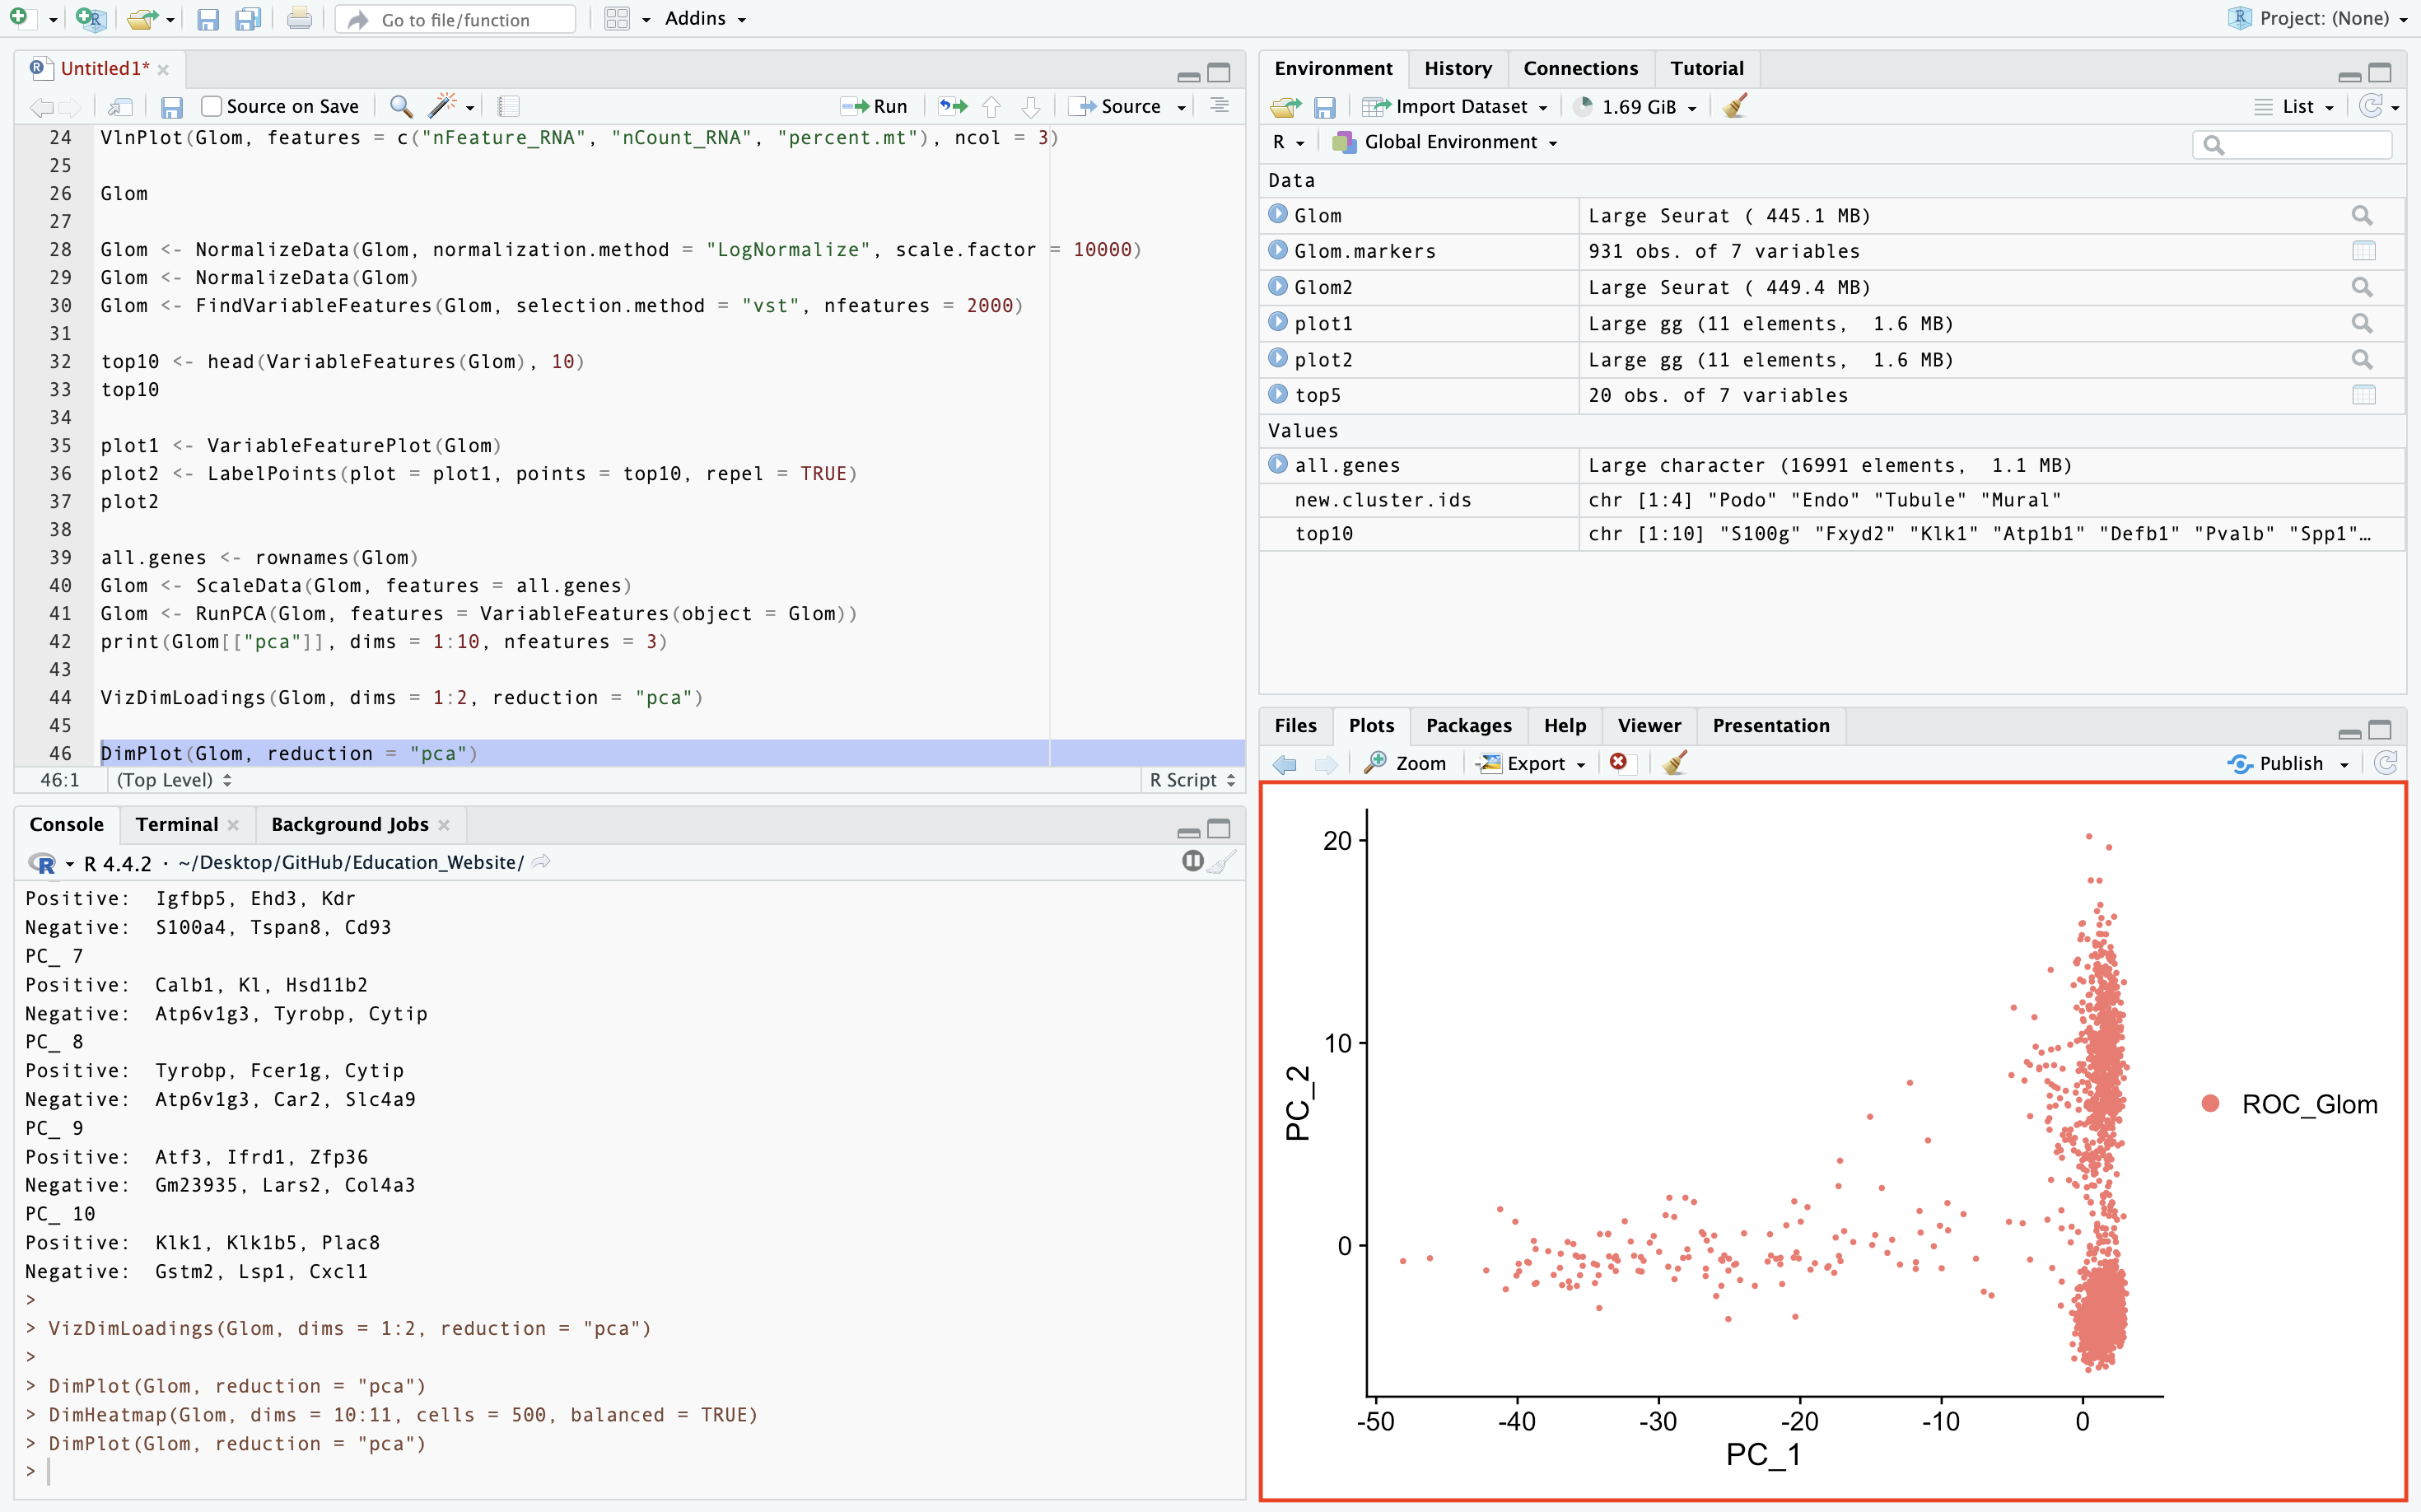 Go to file/function
Addins
Project: (None)
Untitled1*
Source on Save
Run
Source
24 VlnPlot(Glom, features = c("nFeature_RNA", "nCount_RNA", "percent.mt"), ncol = 3)
25
26 Glom
27
28 Glom <- NormalizeData(Glom, normalization.method = "LogNormalize", scale.factor = 10000)
29 Glom <- NormalizeData(Glom)
30 Glom <- FindVariableFeatures(Glom, selection.method = "vst", nfeatures = 2000)
31
32 top10 <- head(VariableFeatures(Glom), 10)
33 top10
34
35 plot1 <- VariableFeaturePlot(Glom)
36 plot2 <- LabelPoints(plot = plot1, points = top10, repel = TRUE)
37 plot2
38
39 all.genes <- rownames(Glom)
40 Glom <- ScaleData(Glom, features = all.genes)
41 Glom <- RunPCA(Glom, features = VariableFeatures(object = Glom))
42 print(Glom[["pca"]], dims = 1:10, nfeatures = 3)
43
44 VizDimLoadings(Glom, dims = 1:2, reduction = "pca")
45
46 DimPlot(Glom, reduction = "pca")
46:1 (Top Level) R Script
Console Terminal Background Jobs
R 4.4.2 · ~/Desktop/GitHub/Education_Website/
Positive: Igfbp5, Ehd3, Kdr
Negative: S100a4, Tspan8, Cd93
PC_ 7
Positive: Calb1, Kl, Hsd11b2
Negative: Atp6v1g3, Tyrobp, Cytip
PC_ 8
Positive: Tyrobp, Fcer1g, Cytip
Negative: Atp6v1g3, Car2, Slc4a9
PC_ 9
Positive: Atf3, Ifrd1, Zfp36
Negative: Gm23935, Lars2, Col4a3
PC_ 10
Positive: Klk1, Klk1b5, Plac8
Negative: Gstm2, Lsp1, Cxcl1
>
> VizDimLoadings(Glom, dims = 1:2, reduction = "pca")
>
> DimPlot(Glom, reduction = "pca")
> DimHeatmap(Glom, dims = 10:11, cells = 500, balanced = TRUE)
> DimPlot(Glom, reduction = "pca")
>
Environment History Connections Tutorial
Import Dataset 1.69 GiB List
R Global Environment
Data
Glom Large Seurat ( 445.1 MB)
Glom.markers 931 obs. of 7 variables
Glom2 Large Seurat ( 449.4 MB)
plot1 Large gg (11 elements, 1.6 MB)
plot2 Large gg (11 elements, 1.6 MB)
top5 20 obs. of 7 variables
Values
all.genes Large character (16991 elements, 1.1 MB)
new.cluster.ids chr [1:4] "Podo" "Endo" "Tubule" "Mural"
top10 chr [1:10] "S100g" "Fxyd2" "Klk1" "Atp1b1" "Defb1" "Pvalb" "Spp1"…
Files Plots Packages Help Viewer Presentation
Zoom Export Publish
20
10
0
PC_2
ROC_Glom
-50 -40 -30 -20 -10 0
PC_1